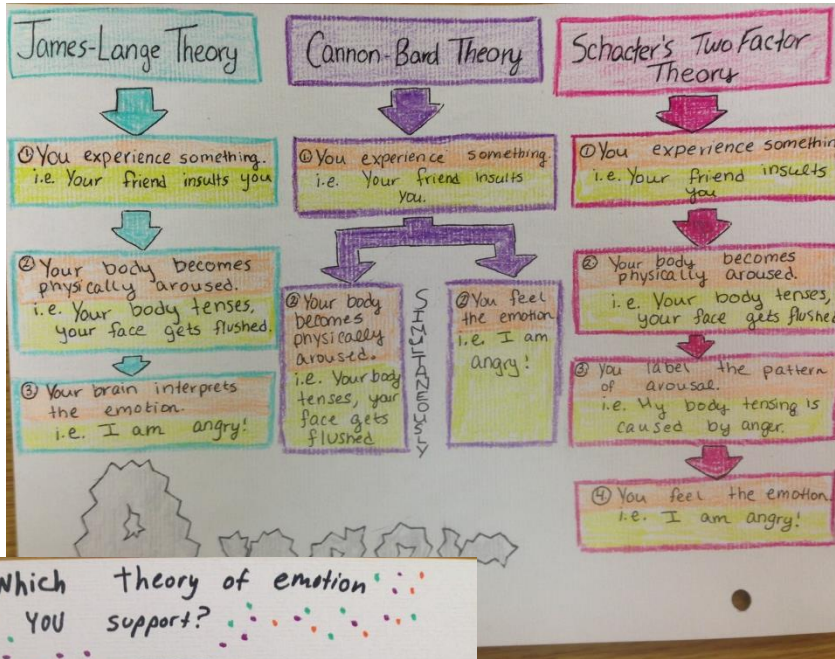 James-Lange Theory
① You experience something.
i.e. Your friend insults you
② Your body becomes
physically aroused.
i.e. Your body tenses,
your face gets flushed.
③ Your brain interprets
the emotion.
i.e. I am angry!
Cannon-Bard Theory
① You experience something.
i.e. Your friend insults
you.
② Your body
becomes
physically
aroused.
i.e. Your body
tenses, your
face gets
flushed
SIMULTANEOUSLY
② You feel
the emotion.
i.e. I am
angry!
Schacter's Two Factor
Theory
① You experience somethin
i.e. Your friend insults
you
② Your body becomes
physically aroused.
i.e. Your body tenses,
your face gets flushed
③ You label the pattern
of arousal.
i.e. My body tensing is
caused by anger.
④ You feel the emotion.
i.e. I am angry!
Which theory of emotion
YOU support?